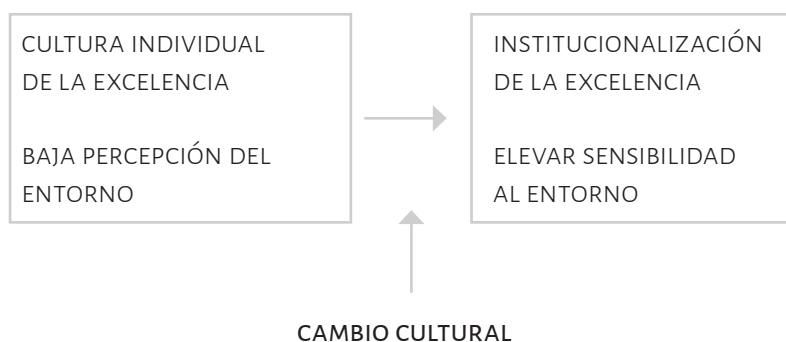 CULTURA INDIVIDUAL
DE LA EXCELENCIA
BAJA PERCEPCIÓN DEL
ENTORNO
INSTITUCIONALIZACIÓN
DE LA EXCELENCIA
ELEVAR SENSIBILIDAD
AL ENTORNO
CAMBIO CULTURAL